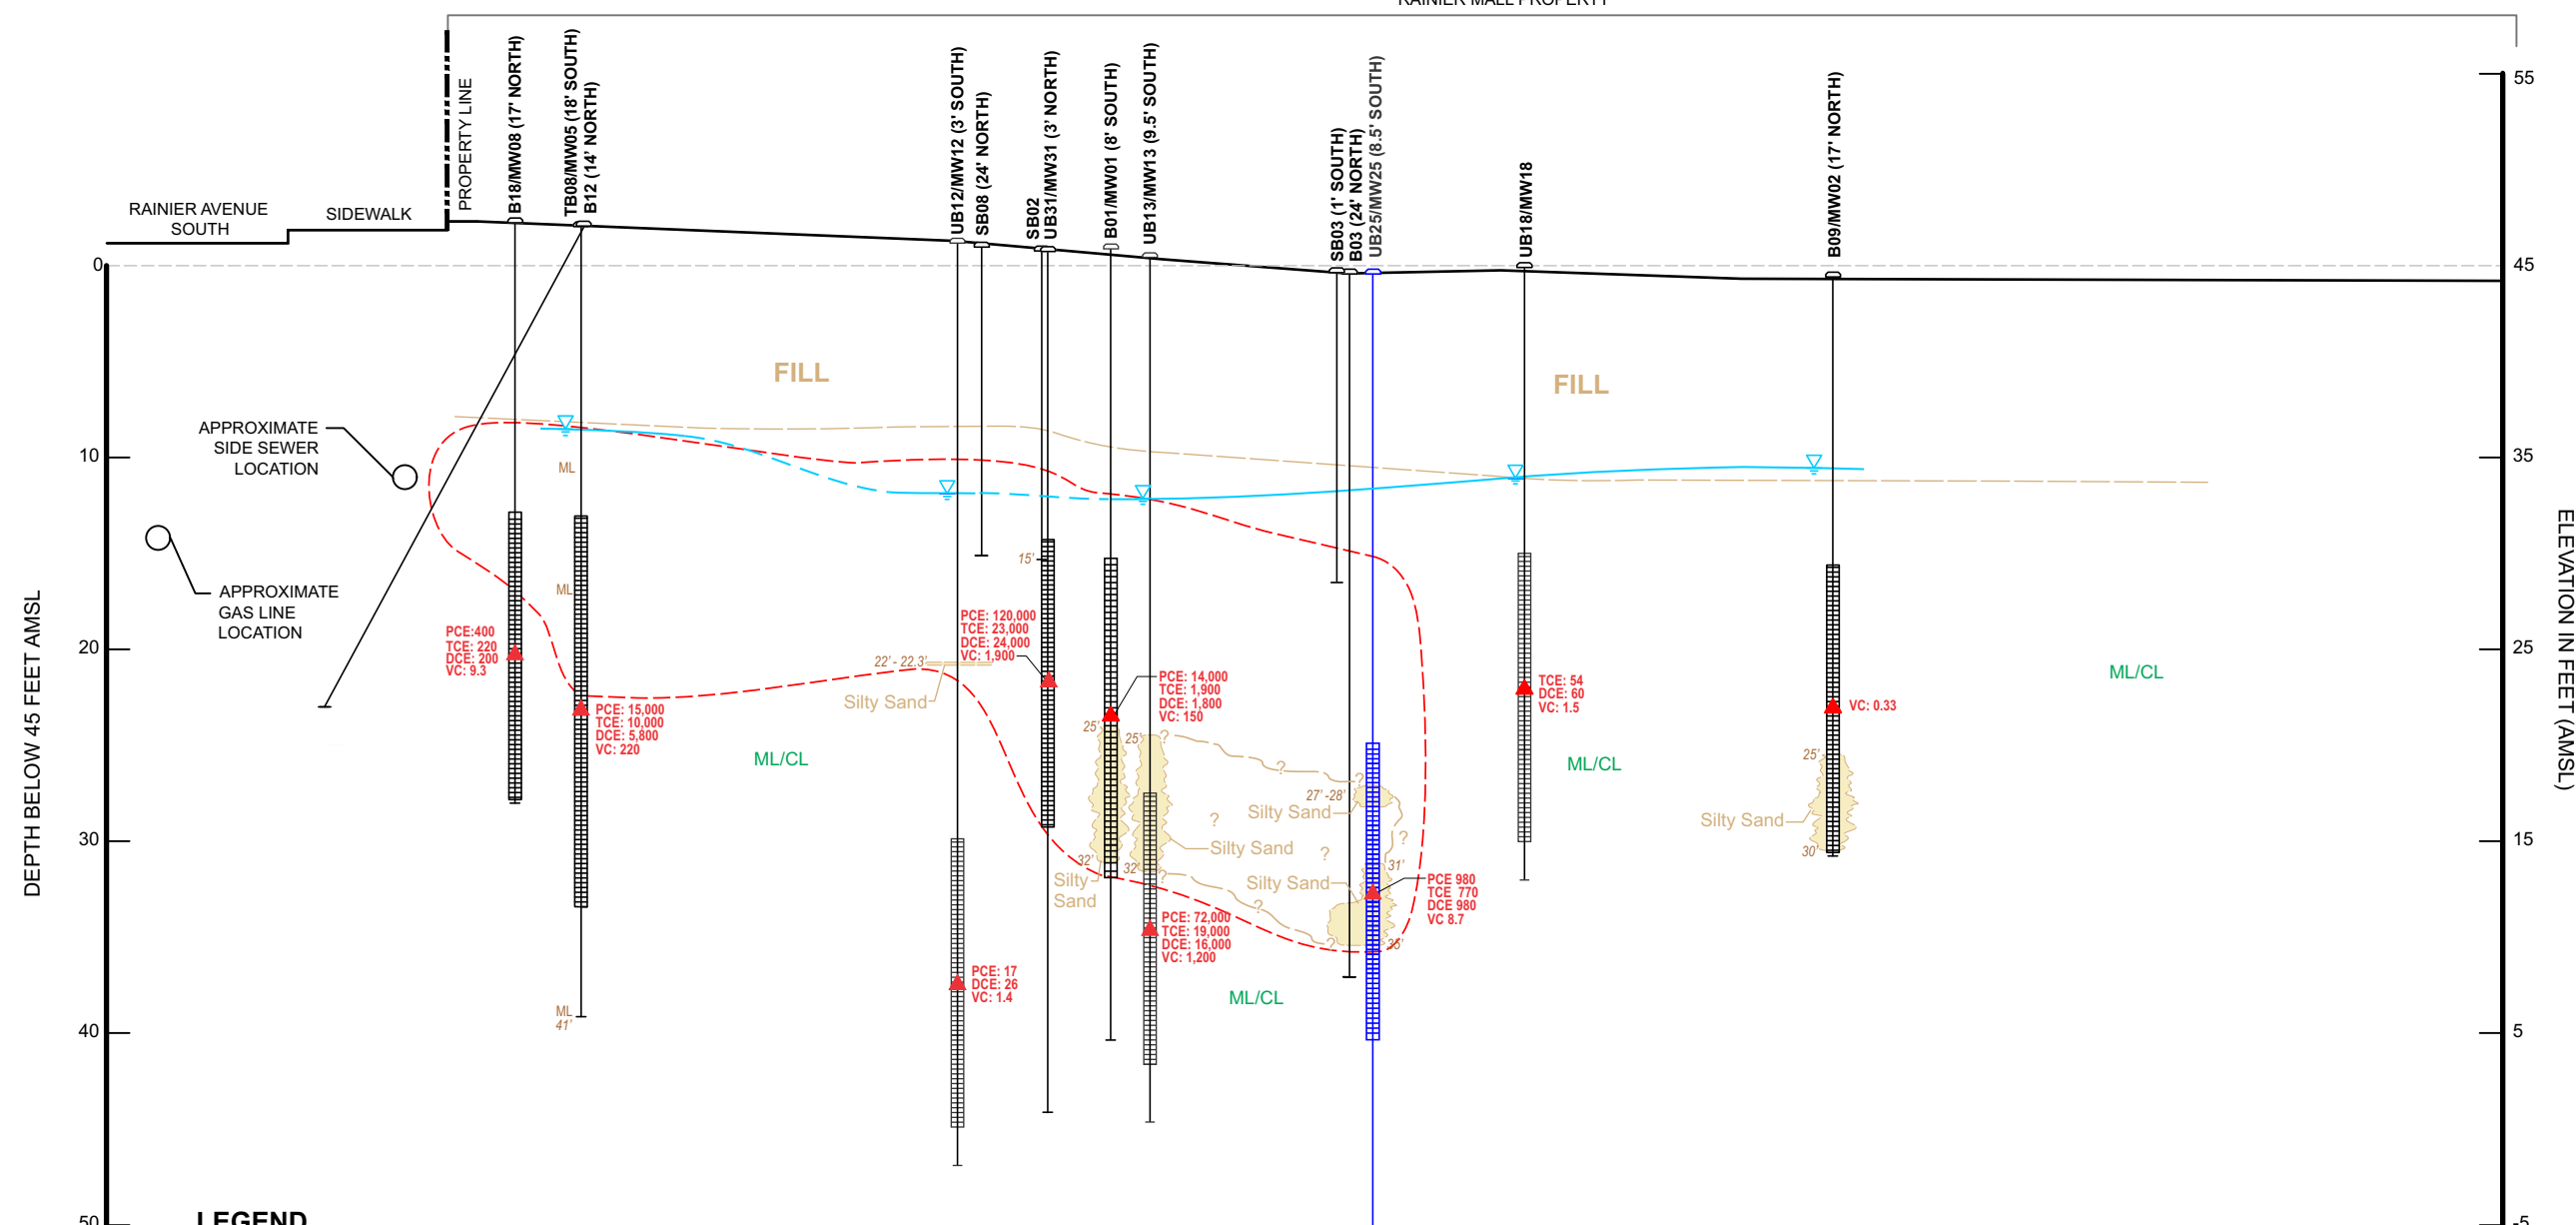 RAINIER MALL PROPERTY
PROPERTY LINE
B18/MW08 (17' NORTH)
TB08/MW05 (18' SOUTH)
B12 (14' NORTH)
UB12/MW12 (3' SOUTH)
SB08 (24' NORTH)
SB02
UB31/MW31 (3' NORTH)
B01/MW01 (8' SOUTH)
UB13/MW13 (9.5' SOUTH)
SB03 (1' SOUTH)
B03 (24' NORTH)
UB25/MW25 (8.5' SOUTH)
UB18/MW18
B09/MW02 (17' NORTH)
55
RAINIER AVENUE
SOUTH
SIDEWALK
0
45
FILL
FILL
APPROXIMATE
SIDE SEWER
LOCATION
10
ML
35
15'
ML
APPROXIMATE
GAS LINE
LOCATION
DEPTH BELOW 45 FEET AMSL
ELEVATION IN FEET (AMSL)
20
25
PCE:400
TCE: 220
DCE: 200
VC: 9.3
PCE: 120,000
TCE: 23,000
DCE: 24,000
VC: 1,900
22' - 22.3'
Silty Sand
PCE: 14,000
TCE: 1,900
DCE: 1,800
VC: 150
TCE: 54
DCE: 60
VC: 1.5
VC: 0.33
ML/CL
PCE: 15,000
TCE: 10,000
DCE: 5,800
VC: 220
25'
25'
?
ML/CL
?
?
ML/CL
25'
27' -28'
Silty Sand
?
Silty Sand
30
?
15
Silty Sand
?
30'
32'
32'
31'
?
Silty
Sand
Silty Sand
PCE 980
TCE 770
DCE 980
VC 8.7
?
PCE: 72,000
TCE: 19,000
DCE: 16,000
VC: 1,200
?
35'
PCE: 17
DCE: 26
VC: 1.4
ML/CL
ML
41'
40
5
LEGEND
50
-5